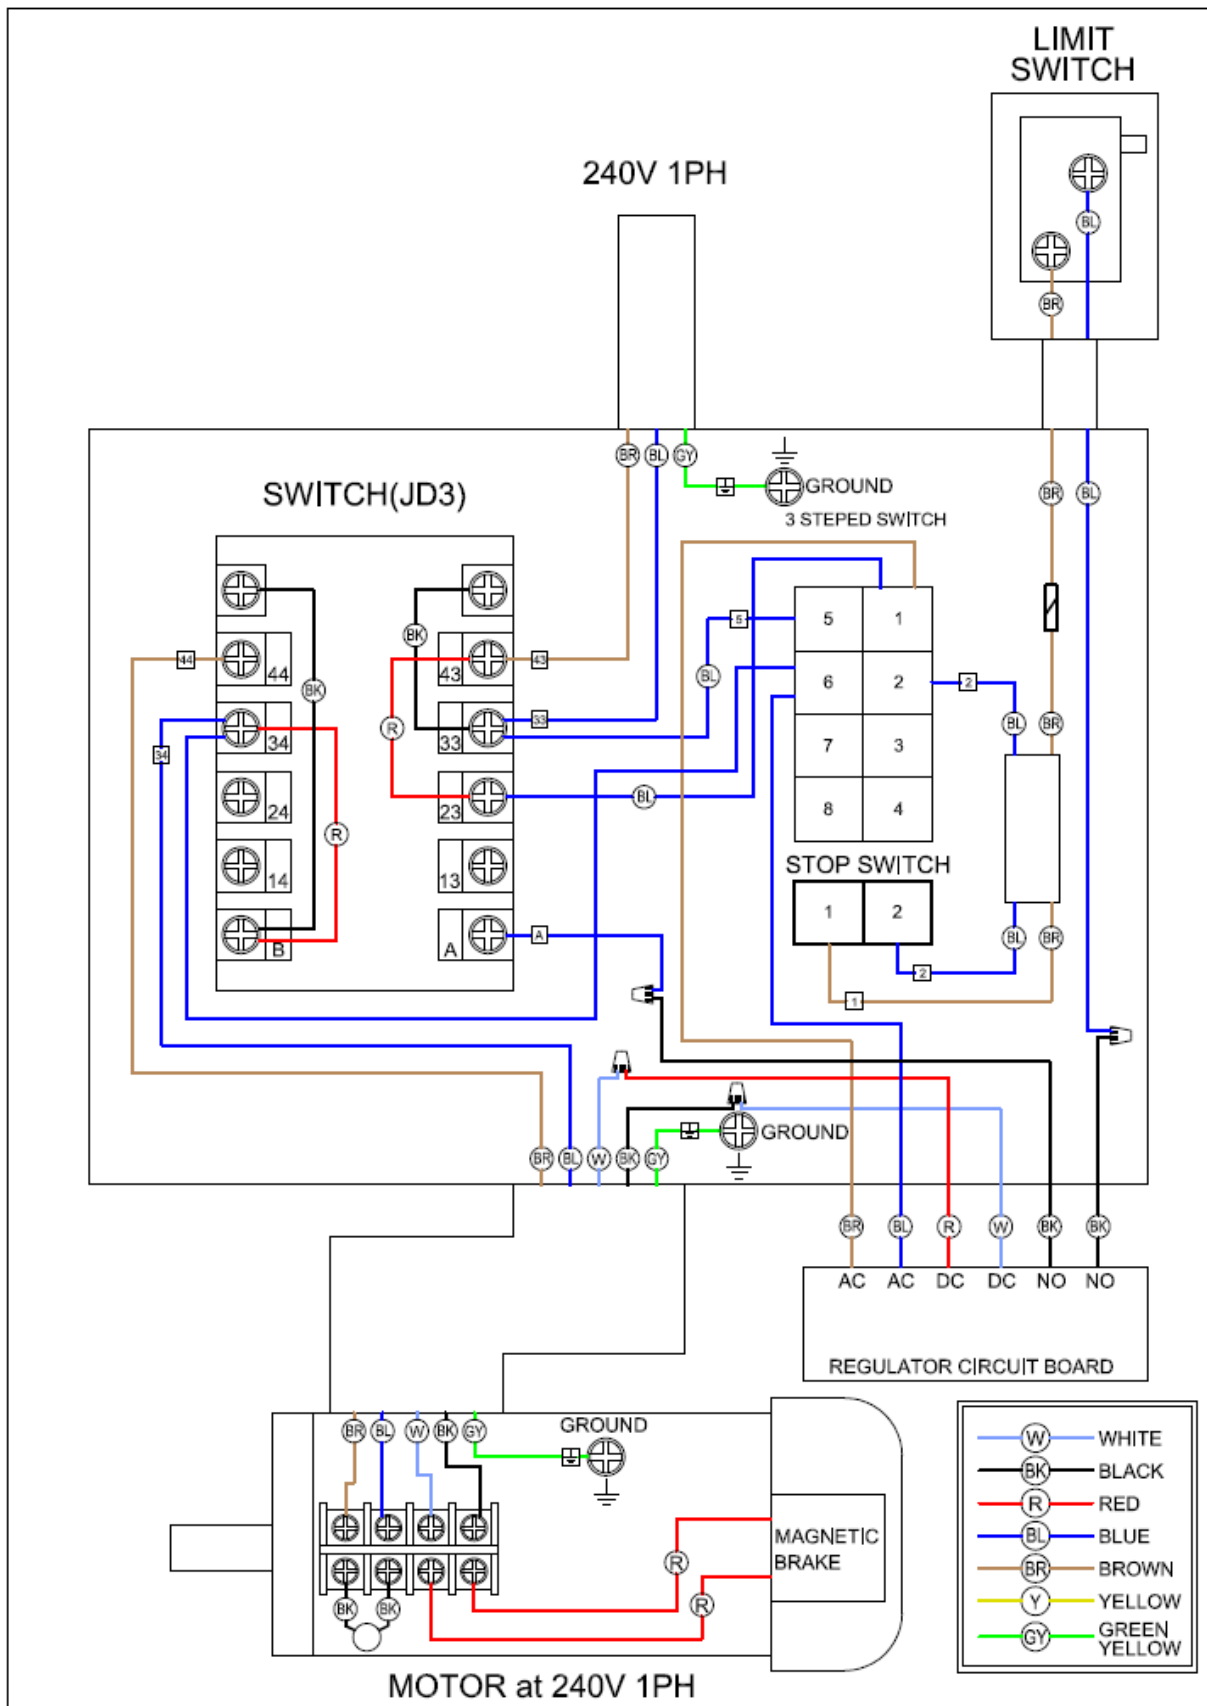 LIMIT
SWITCH
240V 1PH
BL
BR
BR
BL
GY
GROUND
BR
BL
3 STEPED SWITCH
SWITCH(JD3)
5
1
5
BK
44
44
43
43
BK
BL
6
2
2
34
33
33
R
BL
BR
34
7
3
24
23
BL
8
4
R
STOP SWITCH
14
13
1
2
B
A
A
BL
BR
2
1
GROUND
BR
BL
W
BK
GY
BR
BL
R
W
BK
BK
AC
AC
DC
DC
NO
NO
REGULATOR CIRCUIT BOARD
BR
BL
W
BK
GY
GROUND
W
WHITE
BK
BLACK
R
RED
BL
BLUE
BR
BROWN
Y
YELLOW
GY
GREEN
YELLOW
MAGNETIC
BRAKE
R
R
BK
BK
MOTOR at 240V 1PH